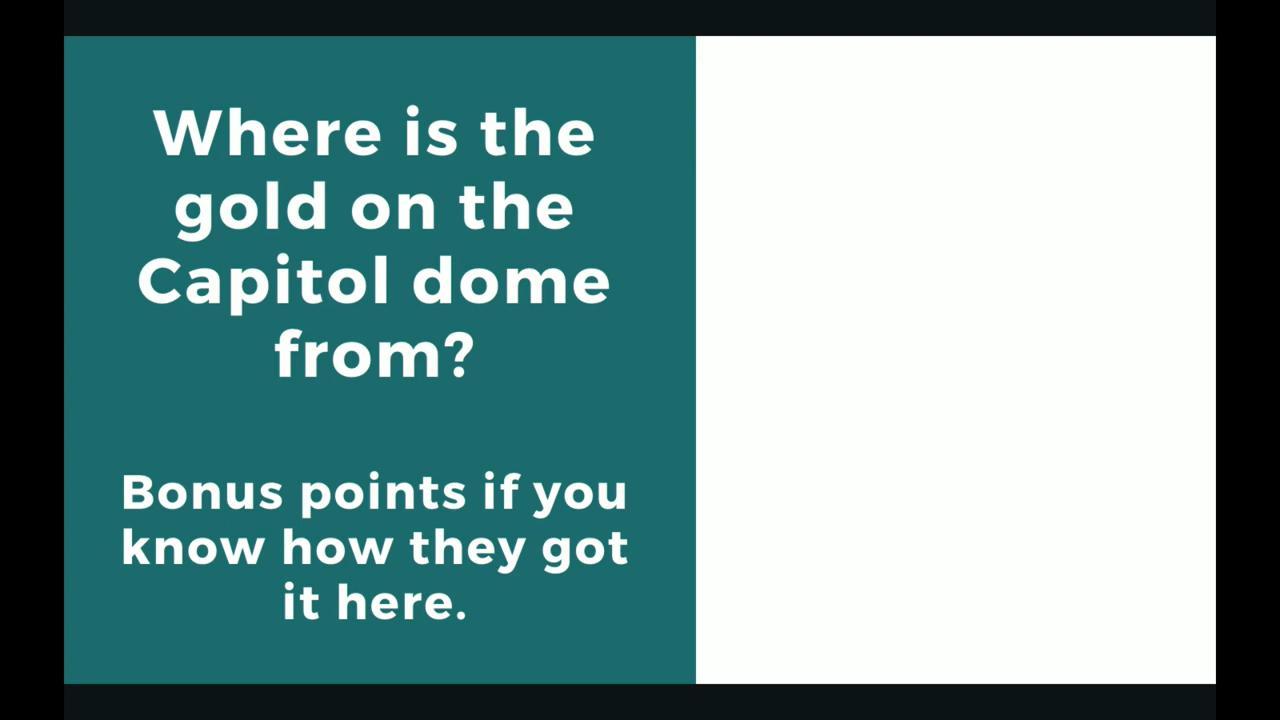 Where is the
gold on the
Capitol dome
from?
Bonus points if you
know how they got
it here.